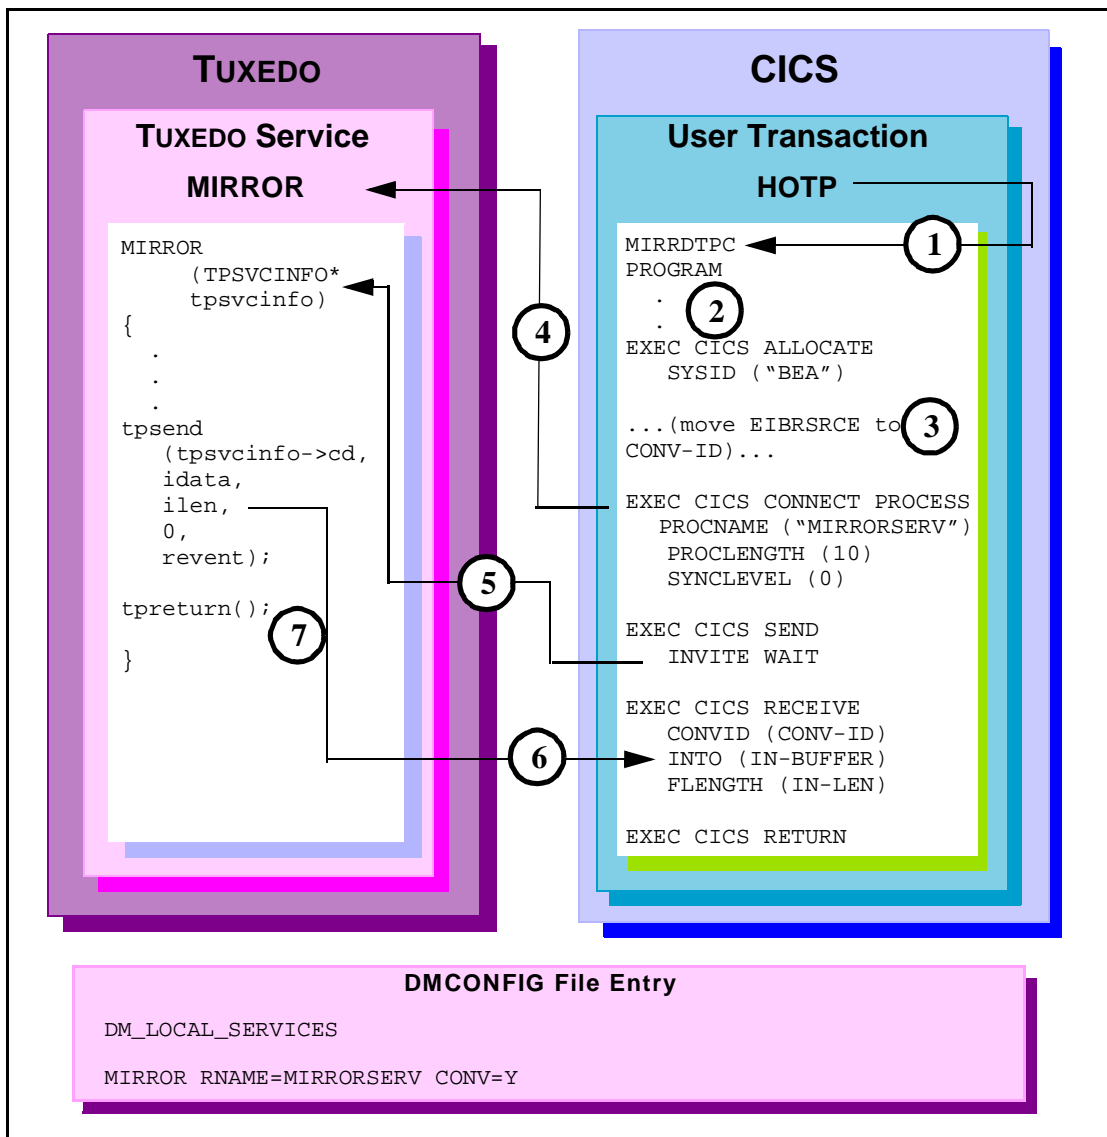 TUXEDO
TUXEDO Service
MIRROR
MIRROR
(TPSVCINFO*
tpsvcinfo)
{
.
.
.
tpsend
(tpsvcinfo->cd,
idata,
ilen,
0,
revent);
tpreturn();
}
7
4
5
6
CICS
User Transaction
HOTP
1
MIRRDTPC
PROGRAM
.
.
2
EXEC CICS ALLOCATE
SYSID (“BEA”)
...(move EIBRSRCE to
3
CONV-ID)...
EXEC CICS CONNECT PROCESS
PROCNAME (“MIRRORSERV”)
PROCLENGTH (10)
SYNCLEVEL (0)
EXEC CICS SEND
INVITE WAIT
EXEC CICS RECEIVE
CONVID (CONV-ID)
INTO (IN-BUFFER)
FLENGTH (IN-LEN)
EXEC CICS RETURN
DMCONFIG File Entry
DM_LOCAL_SERVICES
MIRROR RNAME=MIRRORSERV CONV=Y